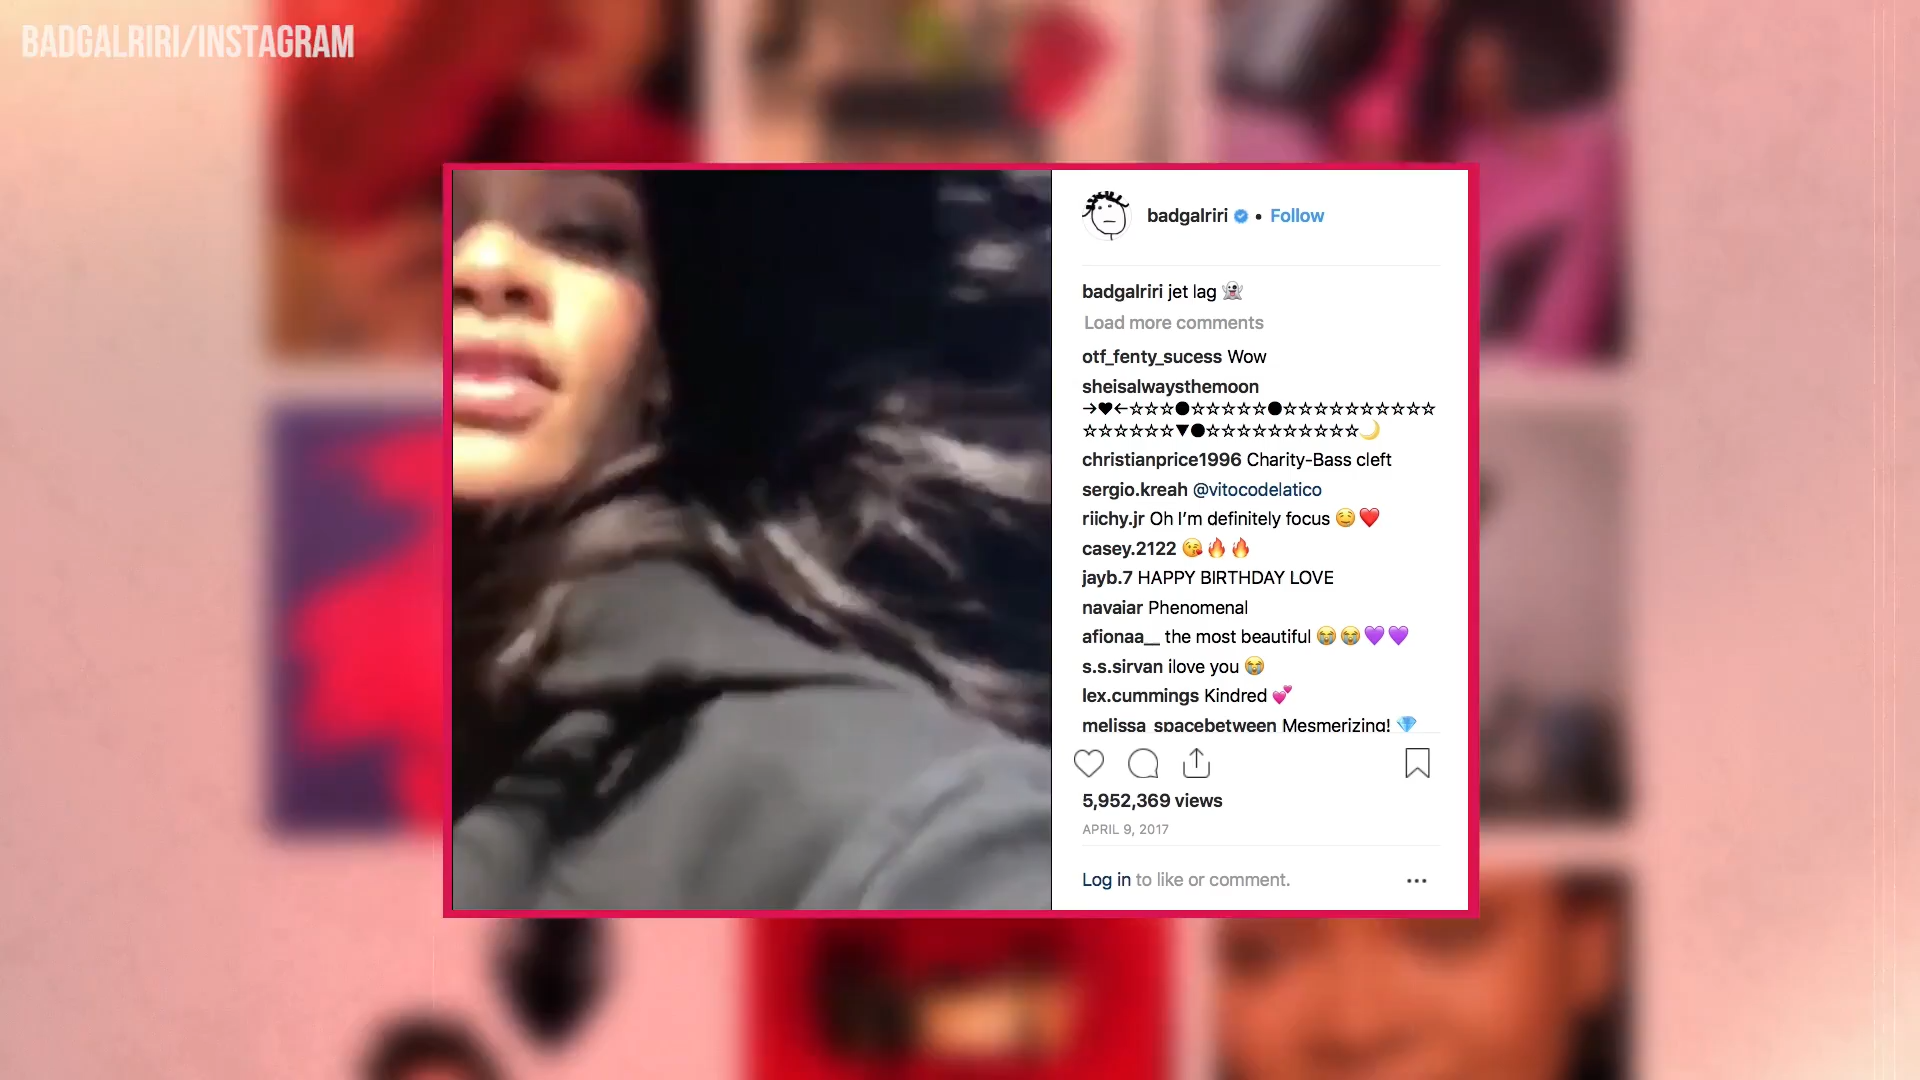 BADGALRIRI/INSTAGRAM
badgalriri • Follow
badgalriri jet lag 👻
Load more comments
otf_fenty_sucess Wow
sheisalwaysthemoon
→♥←☆☆☆●☆☆☆☆☆●☆☆☆☆☆☆☆☆☆☆
☆☆☆☆☆☆▼●☆☆☆☆☆☆☆☆☆☆🌙
christianprice1996 Charity-Bass cleft
sergio.kreah @vitocodelatico
riichy.jr Oh I’m definitely focus 😌❤️
casey.2122 😘🔥🔥
jayb.7 HAPPY BIRTHDAY LOVE
navaiar Phenomenal
afionaa__ the most beautiful 😭😭💜💜
s.s.sirvan ilove you 😭
lex.cummings Kindred 💕
melissa_spacebetween Mesmerizing! 💎
5,952,369 views
APRIL 9, 2017
Log in to like or comment.